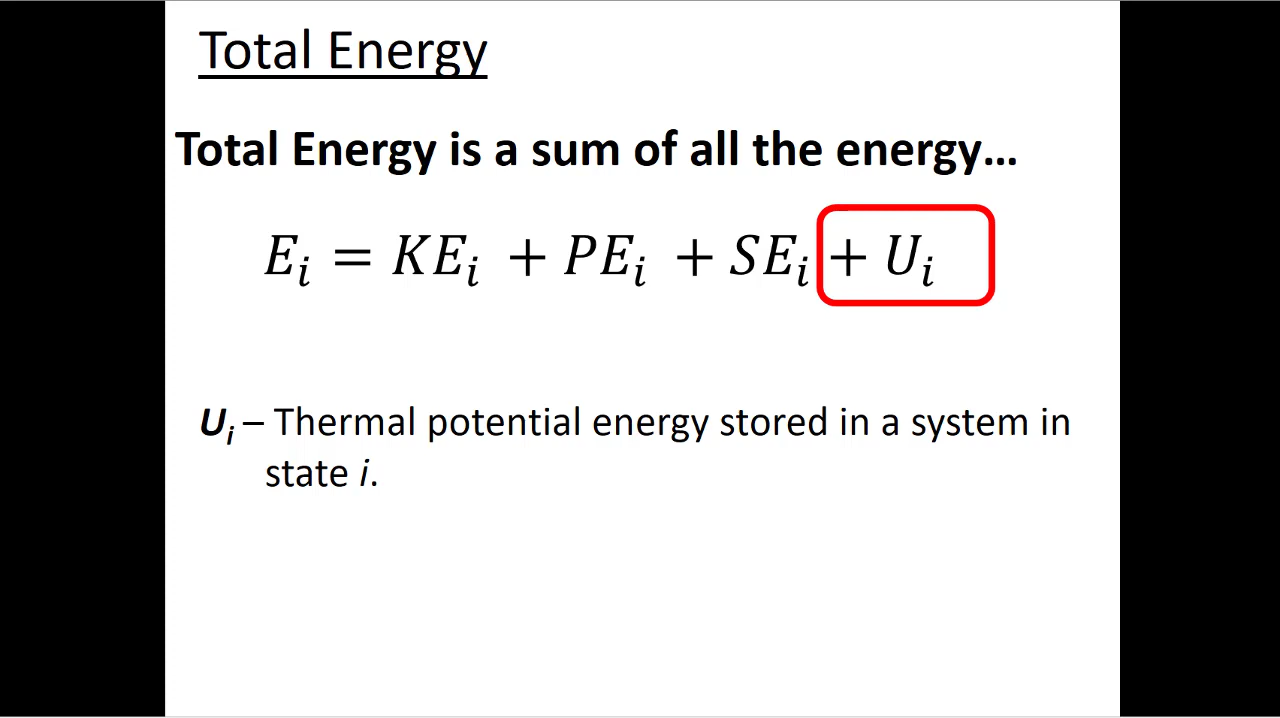 Total Energy
Total Energy is a sum of all the energy...
E_i = KE_i + PE_i + SE_i + U_i
U_i – Thermal potential energy stored in a system in
state i.